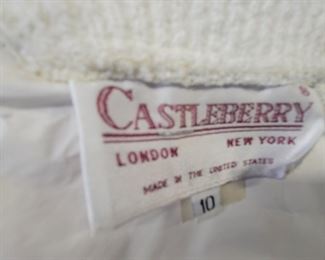 CASTLEBERRY®
LONDON NEW YORK
MADE IN THE UNITED STATES
10